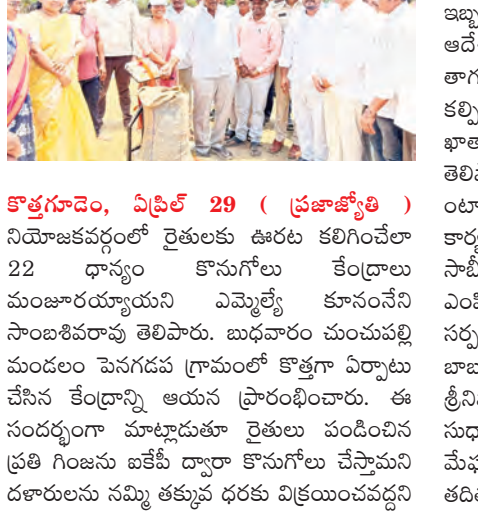 కొత్తగూడెం, ఏప్రిల్ 29 ( ప్రజాజ్యోతి )
నియోజకవర్గంలో రైతులకు ఊరట కలిగించేలా
22 ధాన్యం కొనుగోలు కేంద్రాలు
మంజూరయ్యాయని ఎమ్మెల్యే కూనంనేని
సాంబశివరావు తెలిపారు. బుధవారం చుంచుపల్లి
మండలం పెనగడప గ్రామంలో కొత్తగా ఏర్పాటు
చేసిన కేంద్రాన్ని ఆయన ప్రారంభించారు. ఈ
సందర్భంగా మాట్లాడుతూ రైతులు పండించిన
ప్రతి గింజను ఐకేపీ ద్వారా కొనుగోలు చేస్తామని
దళారులను నమ్మి తక్కువ ధరకు విక్రయించవద్దని